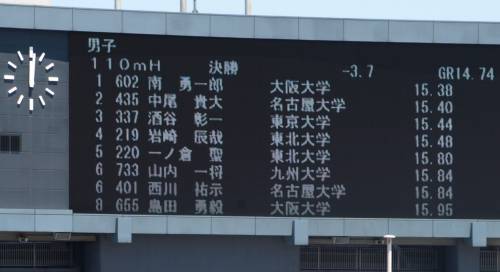 男子
110mH 決勝 -3.7 GR14.74
1 602 南 勇一郎 大阪大学 15.38
2 435 中尾 貴大 名古屋大学 15.40
3 337 酒谷 彰一 東京大学 15.44
4 219 岩崎 辰哉 東北大学 15.48
5 220 一ノ倉 聖 東北大学 15.80
6 733 山内 一将 九州大学 15.84
6 401 西川 祐示 名古屋大学 15.84
8 655 島田 勇毅 大阪大学 15.95